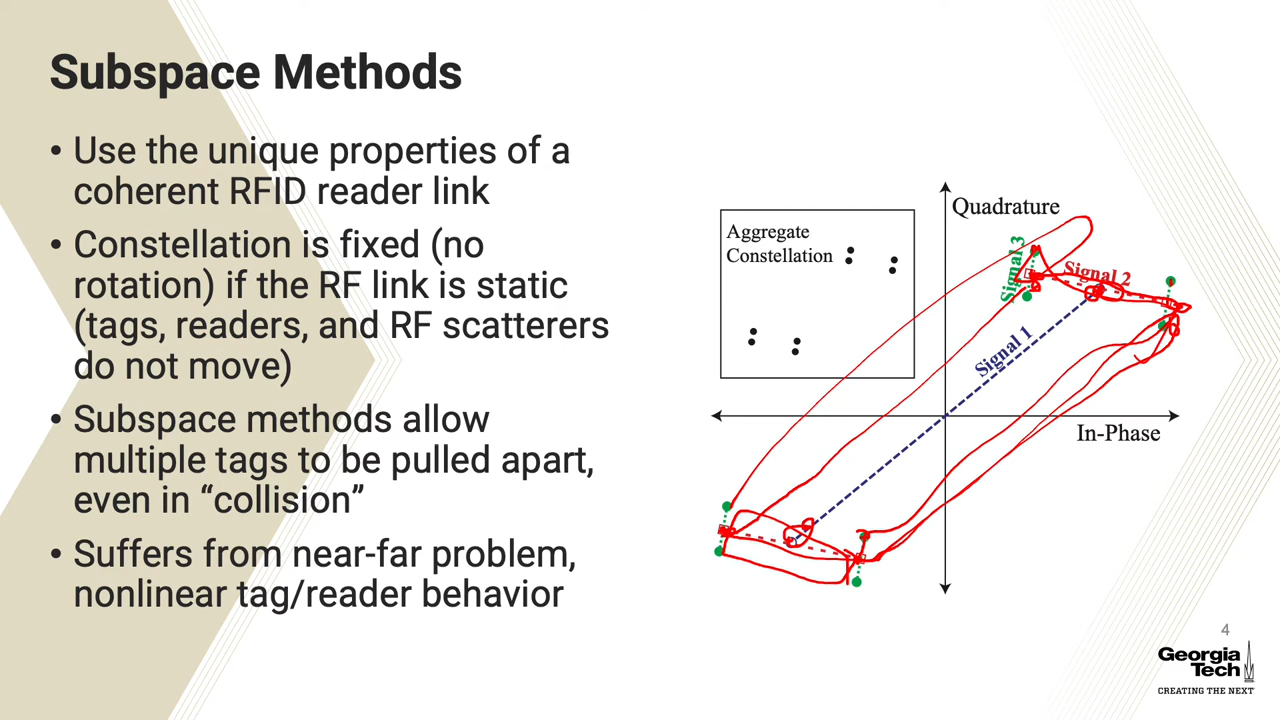 Subspace Methods
• Use the unique properties of a
coherent RFID reader link
• Constellation is fixed (no
rotation) if the RF link is static
(tags, readers, and RF scatterers
do not move)
• Subspace methods allow
multiple tags to be pulled apart,
even in “collision”
• Suffers from near-far problem,
nonlinear tag/reader behavior
Aggregate
Constellation
Quadrature
Signal 3
Signal 2
Signal 1
In-Phase
4
Georgia
Tech
CREATING THE NEXT